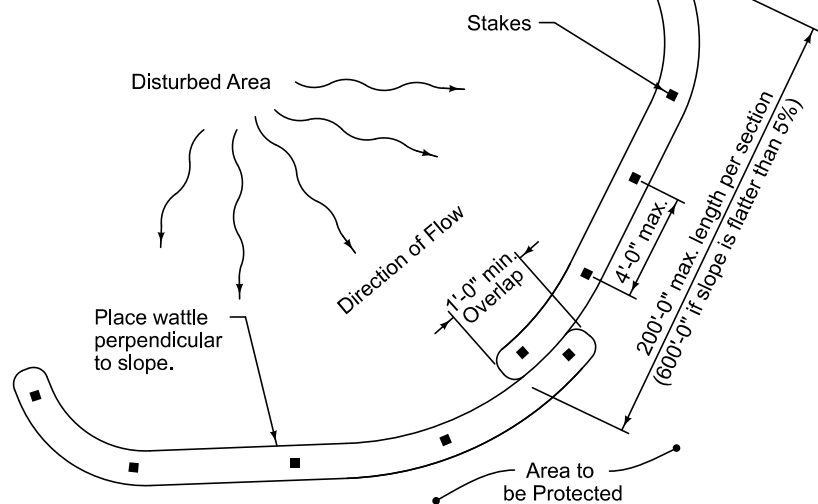 Stakes
Disturbed Area
200'-0" max. length per section
(600'-0" if slope is flatter than 5%)
4'-0" max.
Direction of Flow
1'-0" min.
Overlap
Place wattle
perpendicular
to slope.
Area to
be Protected